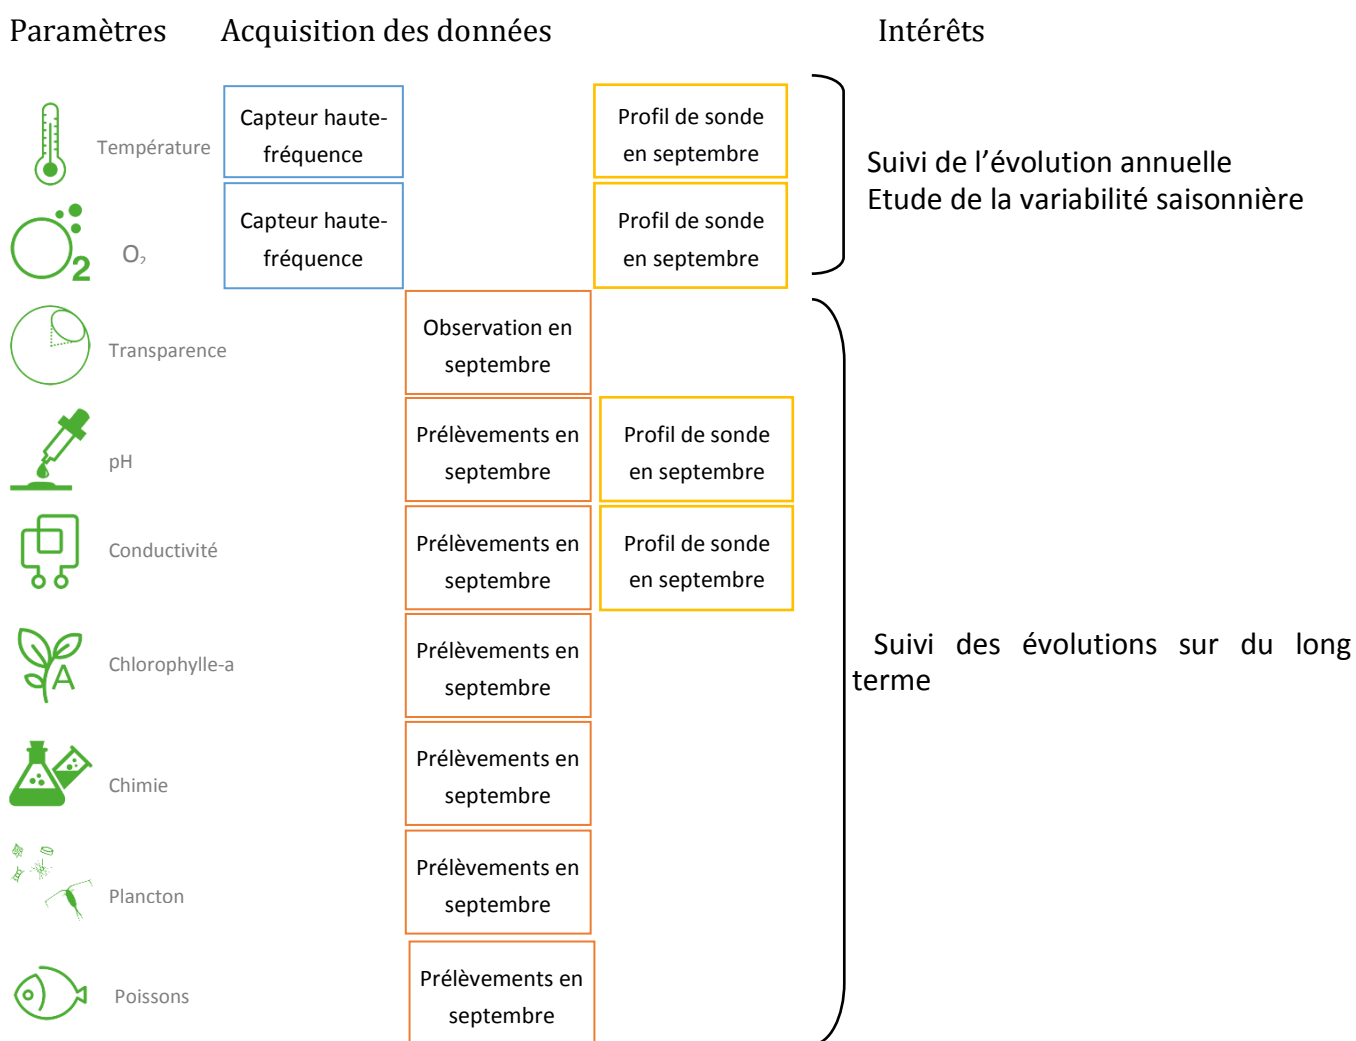 Paramètres Acquisition des données Intérêts
Capteur haute-
fréquence
Profil de sonde
en septembre
Température
Suivi de l’évolution annuelle
Etude de la variabilité saisonnière
Capteur haute-
fréquence
Profil de sonde
en septembre
2
O₂
Observation en
septembre
Transparence
Prélèvements en
septembre
Profil de sonde
en septembre
pH
Prélèvements en
septembre
Profil de sonde
en septembre
Conductivité
Prélèvements en
septembre
A
Chlorophylle-a
Suivi des évolutions sur du long
terme
Prélèvements en
septembre
Chimie
Prélèvements en
septembre
Plancton
Prélèvements en
septembre
Poissons